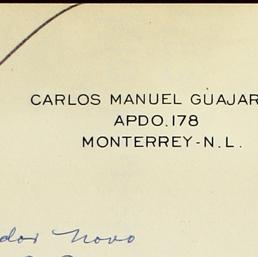 CARLOS MANUEL GUAJAR
APDO. 178
MONTERREY-N.L.
dor Novo